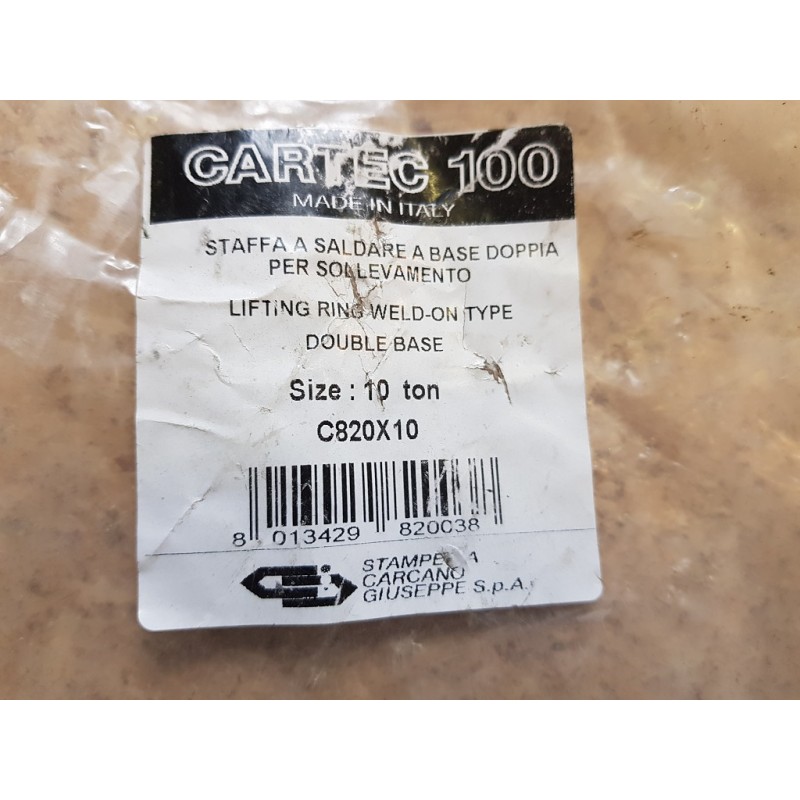 CARTEC 100
MADE IN ITALY
STAFFA A SALDARE A BASE DOPPIA
PER SOLLEVAMENTO
LIFTING RING WELD-ON TYPE
DOUBLE BASE
Size : 10 ton
C820X10
8 013429 820038
STAMPERIA
CARCANO
GIUSEPPE S.p.A.